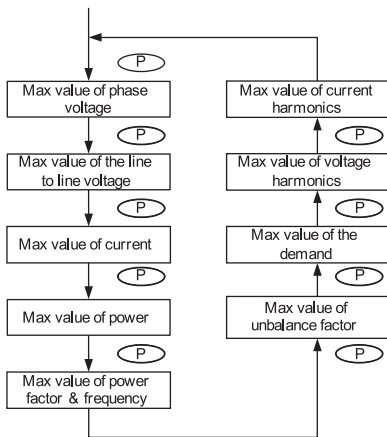 P
Max value of phase
voltage
P
Max value of the line
to line voltage
P
Max value of current
P
Max value of power
P
Max value of power
factor & frequency
P
Max value of
unbalance factor
P
Max value of the
demand
P
Max value of voltage
harmonics
P
Max value of current
harmonics